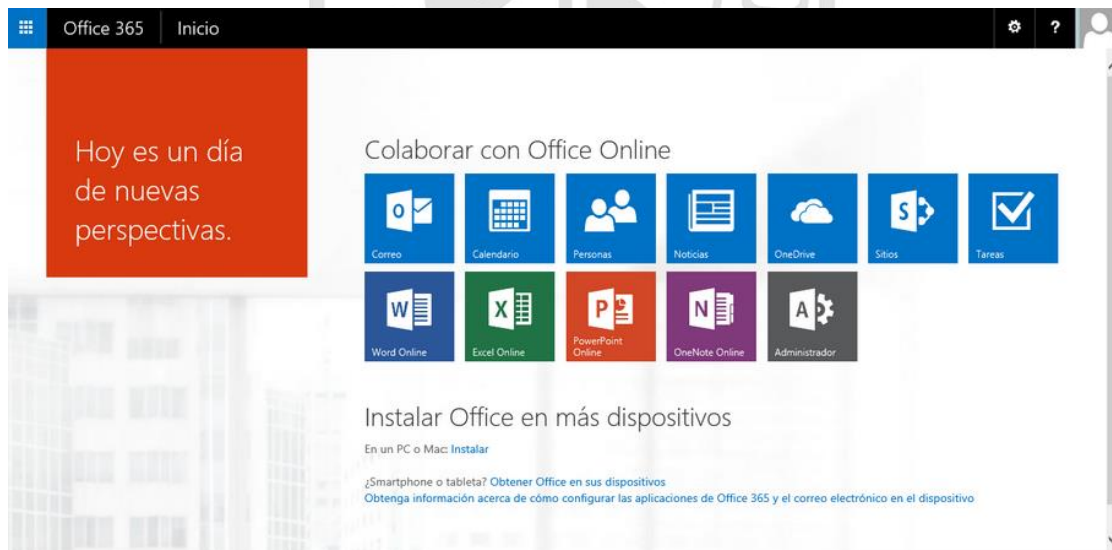 Office 365 Inicio ?
Hoy es un día
de nuevas
perspectivas.
Colaborar con Office Online
Correo Calendario Personas Noticias OneDrive Sitios Tareas
Word Online Excel Online PowerPoint Online OneNote Online Administrador
Instalar Office en más dispositivos
En un PC o Mac: Instalar
¿Smartphone o tableta? Obtener Office en sus dispositivos
Obtenga información acerca de cómo configurar las aplicaciones de Office 365 y el correo electrónico en el dispositivo